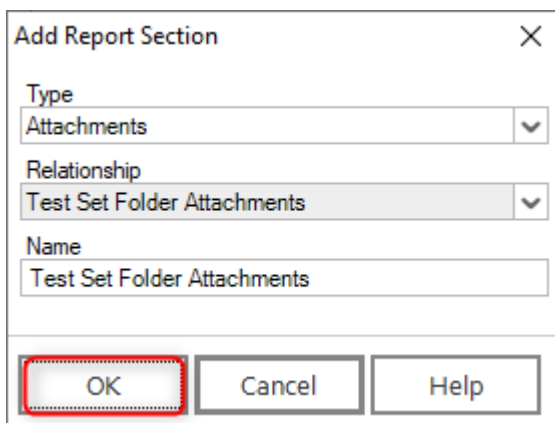 Add Report Section
Type
Attachments
Relationship
Test Set Folder Attachments
Name
Test Set Folder Attachments
OK Cancel Help